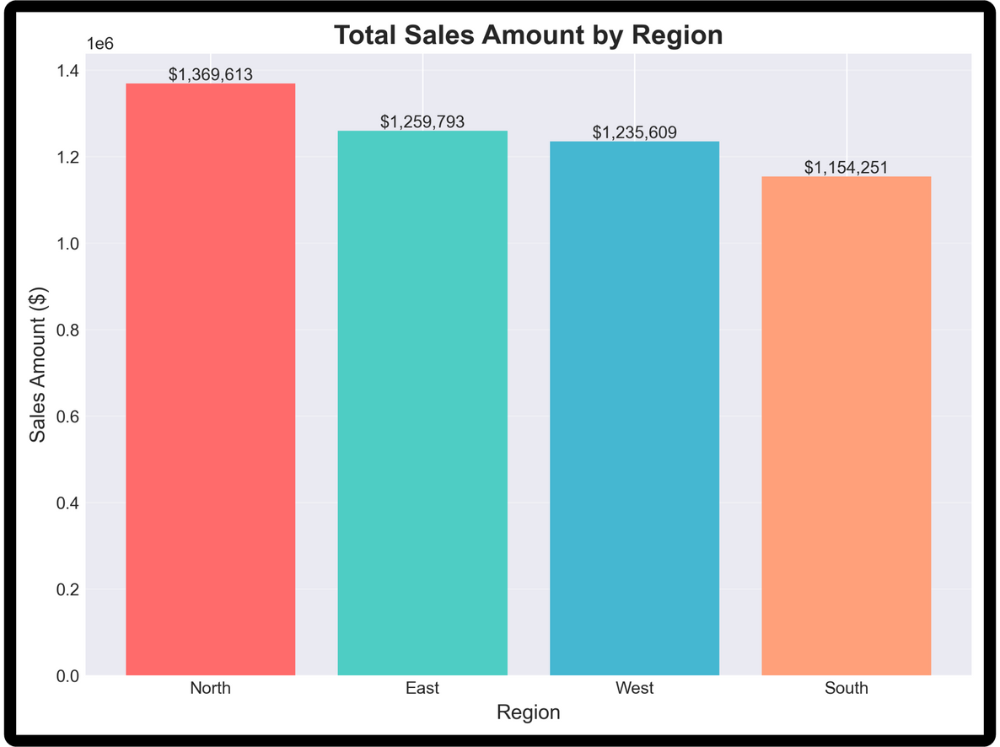 Total Sales Amount by Region
1e6
1.4
1.2
1.0
0.8
0.6
0.4
0.2
0.0
Sales Amount ($)
$1,369,613
$1,259,793
$1,235,609
$1,154,251
North East West South
Region